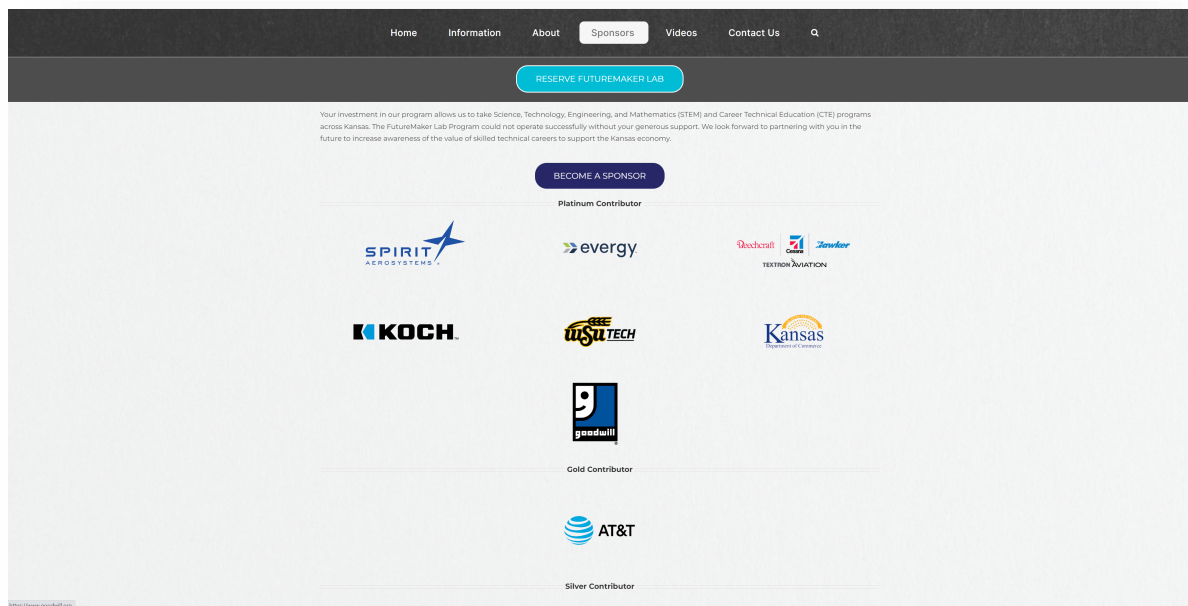 Home Information About Sponsors Videos Contact Us
RESERVE FUTUREMAKER LAB
Your investment in our program allows us to take Science, Technology, Engineering, and Mathematics (STEM) and Career Technical Education (CTE) programs
across Kansas. The FutureMaker Lab Program could not operate successfully without your generous support. We look forward to partnering with you in the
future to increase awareness of the value of skilled technical careers to support the Kansas economy.
BECOME A SPONSOR
Platinum Contributor
SPIRIT
AEROSYSTEMS
evergy
Beechcraft Cessna Hawker
TEXTRON AVIATION
KOCH
WSU TECH
Kansas
Department of Commerce
goodwill
Gold Contributor
AT&T
Silver Contributor
https://www.goodwill.org